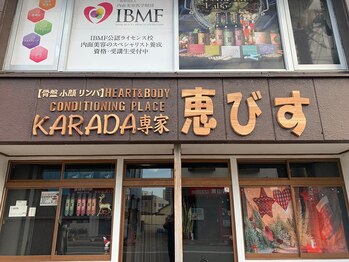 IBMF
IBMF公認ライセンス校
内面美容のスペシャリスト養成
資格・受講生受付中
【骨盤 小顔 リンパ】HEART&BODY
CONDITIONING PLACE
KARADA専家 恵びす